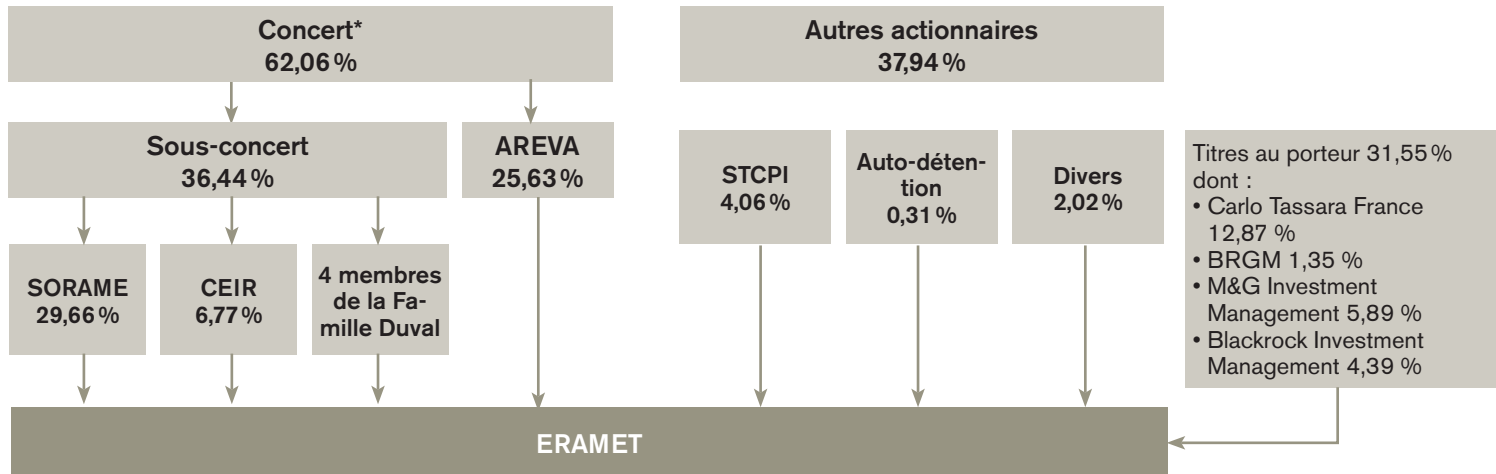 Concert*
62,06 %
Autres actionnaires
37,94 %
Sous-concert
36,44 %
AREVA
25,63 %
STCPI
4,06 %
Auto-déten-
tion
0,31 %
Divers
2,02 %
Titres au porteur 31,55 %
dont :
• Carlo Tassara France
12,87 %
• BRGM 1,35 %
• M&G Investment
Management 5,89 %
• Blackrock Investment
Management 4,39 %
SORAME
29,66 %
CEIR
6,77 %
4 membres
de la Fa-
mille Duval
ERAMET